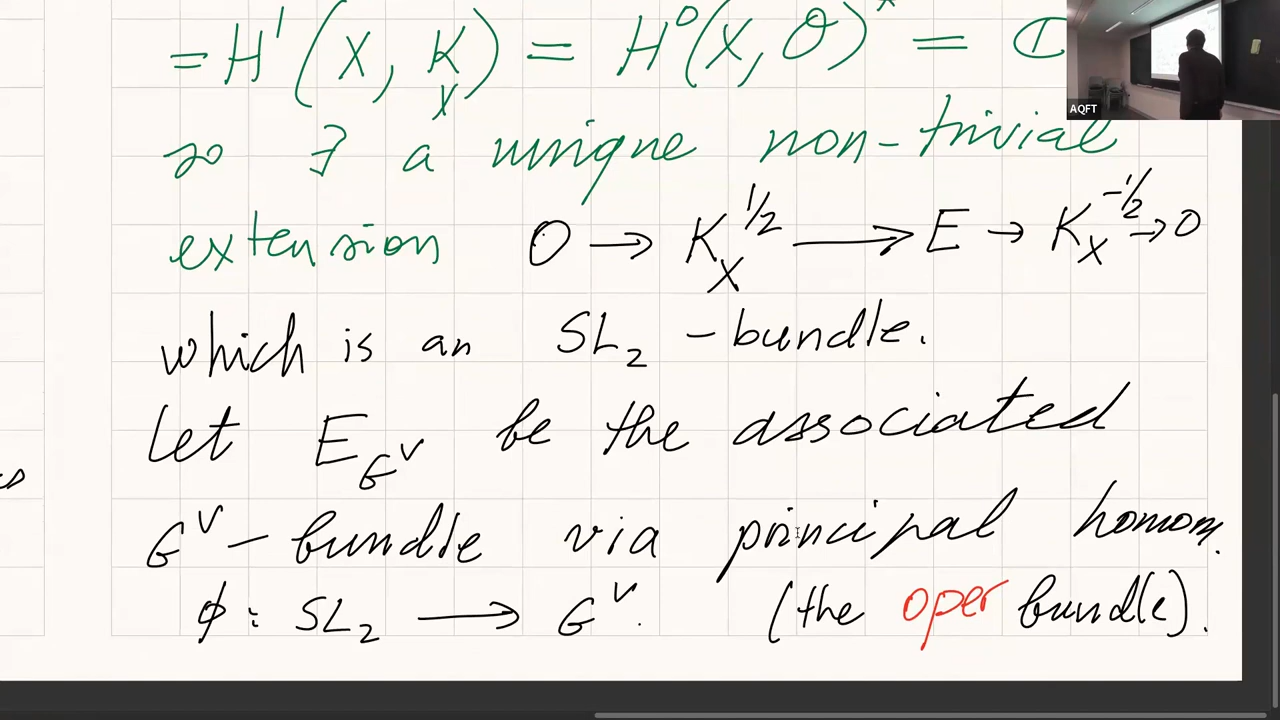 = H¹(X, K_X) = H⁰(X, O)* = ℂ
AQFT
so ∃ a unique non-trivial
extension 0 → K_X^{1/2} → E → K_X^{-1/2} → 0
which is an SL₂-bundle.
Let E_{G^∨} be the associated
G^∨-bundle via principal homom.
ϕ: SL₂ → G^∨. (the oper bundle).